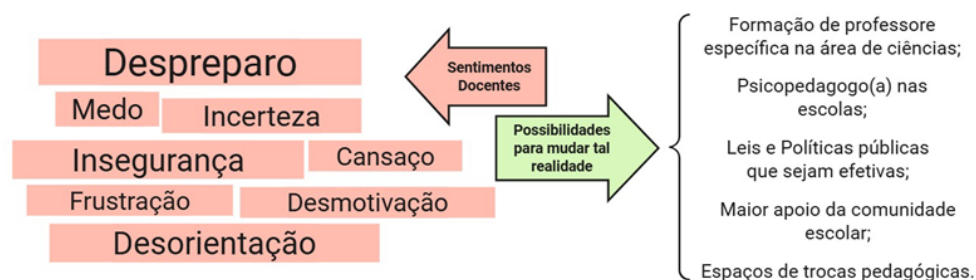 Despreparo
Medo
Incerteza
Insegurança
Cansaço
Frustração
Desmotivação
Desorientação
Sentimentos
Docentes
Possibilidades
para mudar tal
realidade
Formação de professore
específica na área de ciências;
Psicopedagogo(a) nas
escolas;
Leis e Políticas públicas
que sejam efetivas;
Maior apoio da comunidade
escolar;
Espaços de trocas pedagógicas.